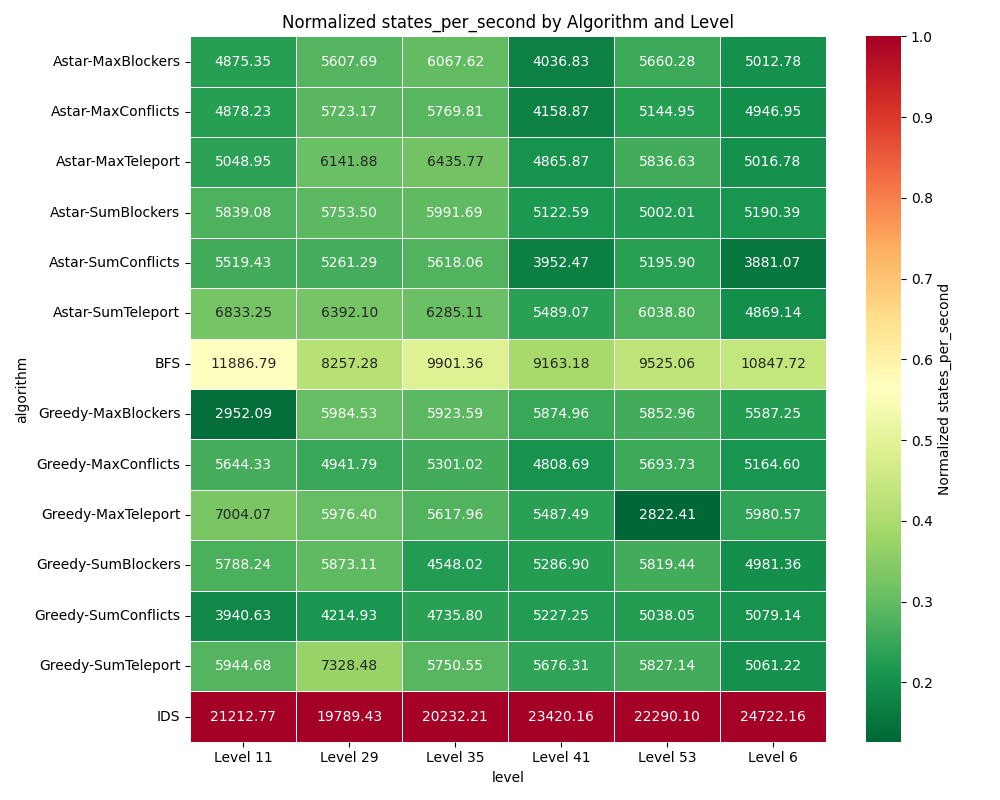 Normalized states_per_second by Algorithm and Level
algorithm
Astar-MaxBlockers 4875.35 5607.69 6067.62 4036.83 5660.28 5012.78
Astar-MaxConflicts 4878.23 5723.17 5769.81 4158.87 5144.95 4946.95
Astar-MaxTeleport 5048.95 6141.88 6435.77 4865.87 5836.63 5016.78
Astar-SumBlockers 5839.08 5753.50 5991.69 5122.59 5002.01 5190.39
Astar-SumConflicts 5519.43 5261.29 5618.06 3952.47 5195.90 3881.07
Astar-SumTeleport 6833.25 6392.10 6285.11 5489.07 6038.80 4869.14
BFS 11886.79 8257.28 9901.36 9163.18 9525.06 10847.72
Greedy-MaxBlockers 2952.09 5984.53 5923.59 5874.96 5852.96 5587.25
Greedy-MaxConflicts 5644.33 4941.79 5301.02 4808.69 5693.73 5164.60
Greedy-MaxTeleport 7004.07 5976.40 5617.96 5487.49 2822.41 5980.57
Greedy-SumBlockers 5788.24 5873.11 4548.02 5286.90 5819.44 4981.36
Greedy-SumConflicts 3940.63 4214.93 4735.80 5227.25 5038.05 5079.14
Greedy-SumTeleport 5944.68 7328.48 5750.55 5676.31 5827.14 5061.22
IDS 21212.77 19789.43 20232.21 23420.16 22290.10 24722.16
Level 11 Level 29 Level 35 Level 41 Level 53 Level 6
level
1.0
0.9
0.8
0.7
0.6
0.5
0.4
0.3
0.2
Normalized states_per_second